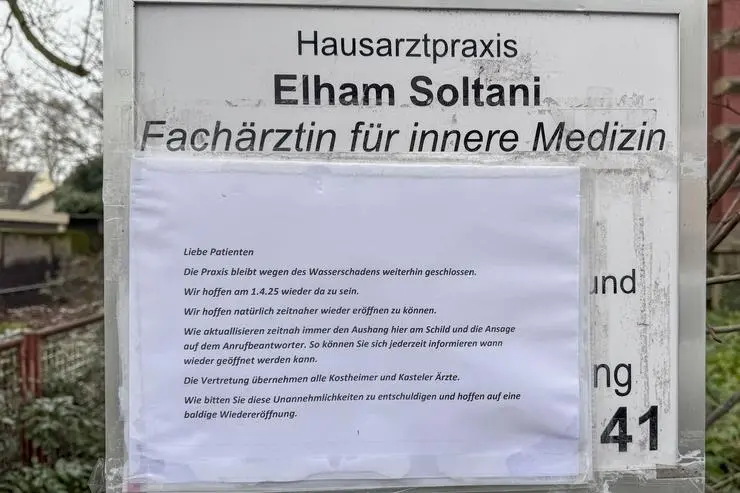 Hausarztpraxis
Elham Soltani
Fachärztin für innere Medizin
Liebe Patienten
Die Praxis bleibt wegen des Wasserschadens weiterhin geschlossen.
Wir hoffen am 1.4.25 wieder da zu sein.
Wir hoffen natürlich zeitnaher wieder eröffnen zu können.
Wie aktuallisieren zeitnah immer den Aushang hier am Schild und die Ansage
auf dem Anrufbeantworter. So können Sie sich jederzeit informieren wann
wieder geöffnet werden kann.
Die Vertretung übernehmen alle Kostheimer und Kasteler Ärzte.
Wie bitten Sie diese Unannehmlichkeiten zu entschuldigen und hoffen auf eine
baldige Wiedereröffnung.
und
ng
41